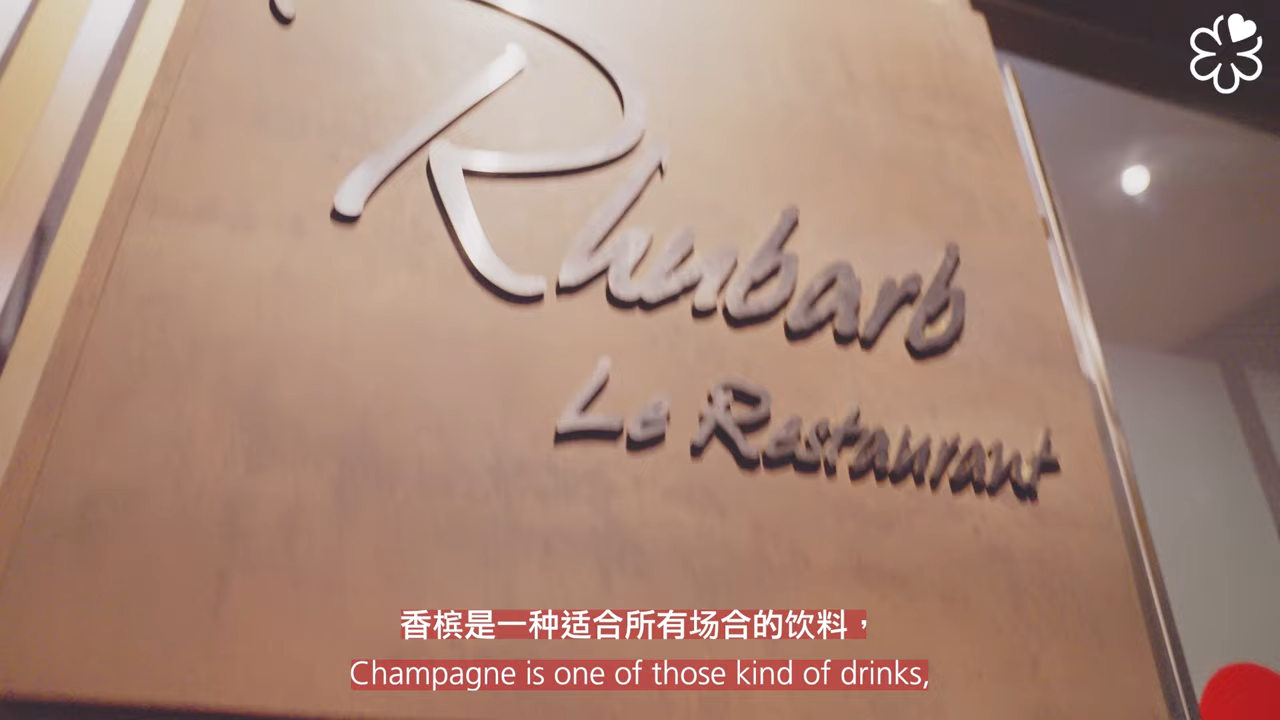 Rhubarb
Le Restaurant
香槟是一种适合所有场合的饮料，
Champagne is one of those kind of drinks,